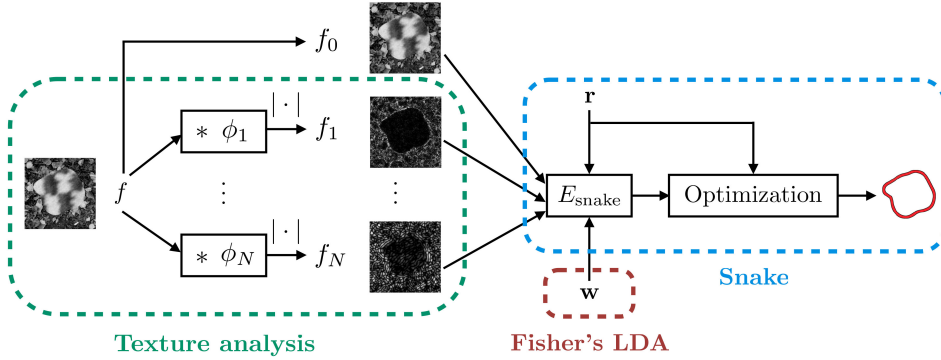 f₀
| · |
* ϕ₁
f₁
f
⋮
⋮
| · |
* ϕ_N
f_N
r
E_snake
Optimization
w
Snake
Texture analysis
Fisher's LDA